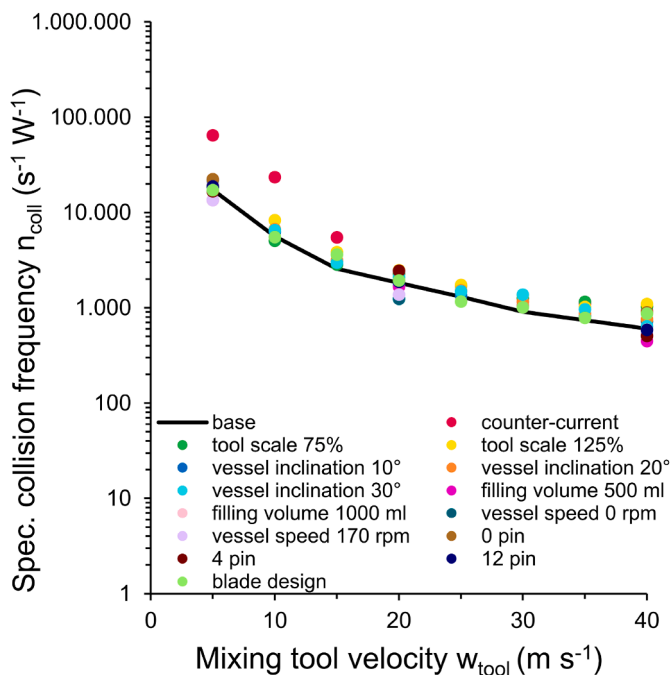 1.000.000
100.000
10.000
1.000
100
10
1
Spec. collision frequency n_coll (s⁻¹ W⁻¹)
base
counter-current
tool scale 75%
tool scale 125%
vessel inclination 10°
vessel inclination 20°
vessel inclination 30°
filling volume 500 ml
filling volume 1000 ml
vessel speed 0 rpm
vessel speed 170 rpm
0 pin
4 pin
12 pin
blade design
0 10 20 30 40
Mixing tool velocity w_tool (m s⁻¹)